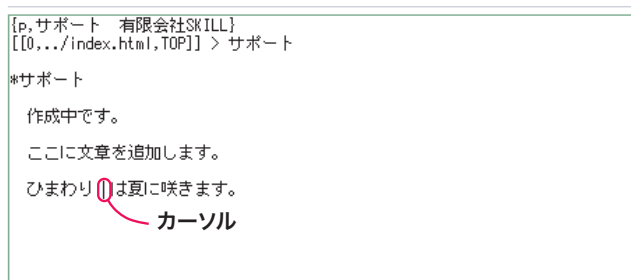 {p,サポート　有限会社SKILL}
[[0,../index.html,TOP]] > サポート
*サポート
作成中です。
ここに文章を追加します。
ひまわり は夏に咲きます。
カーソル